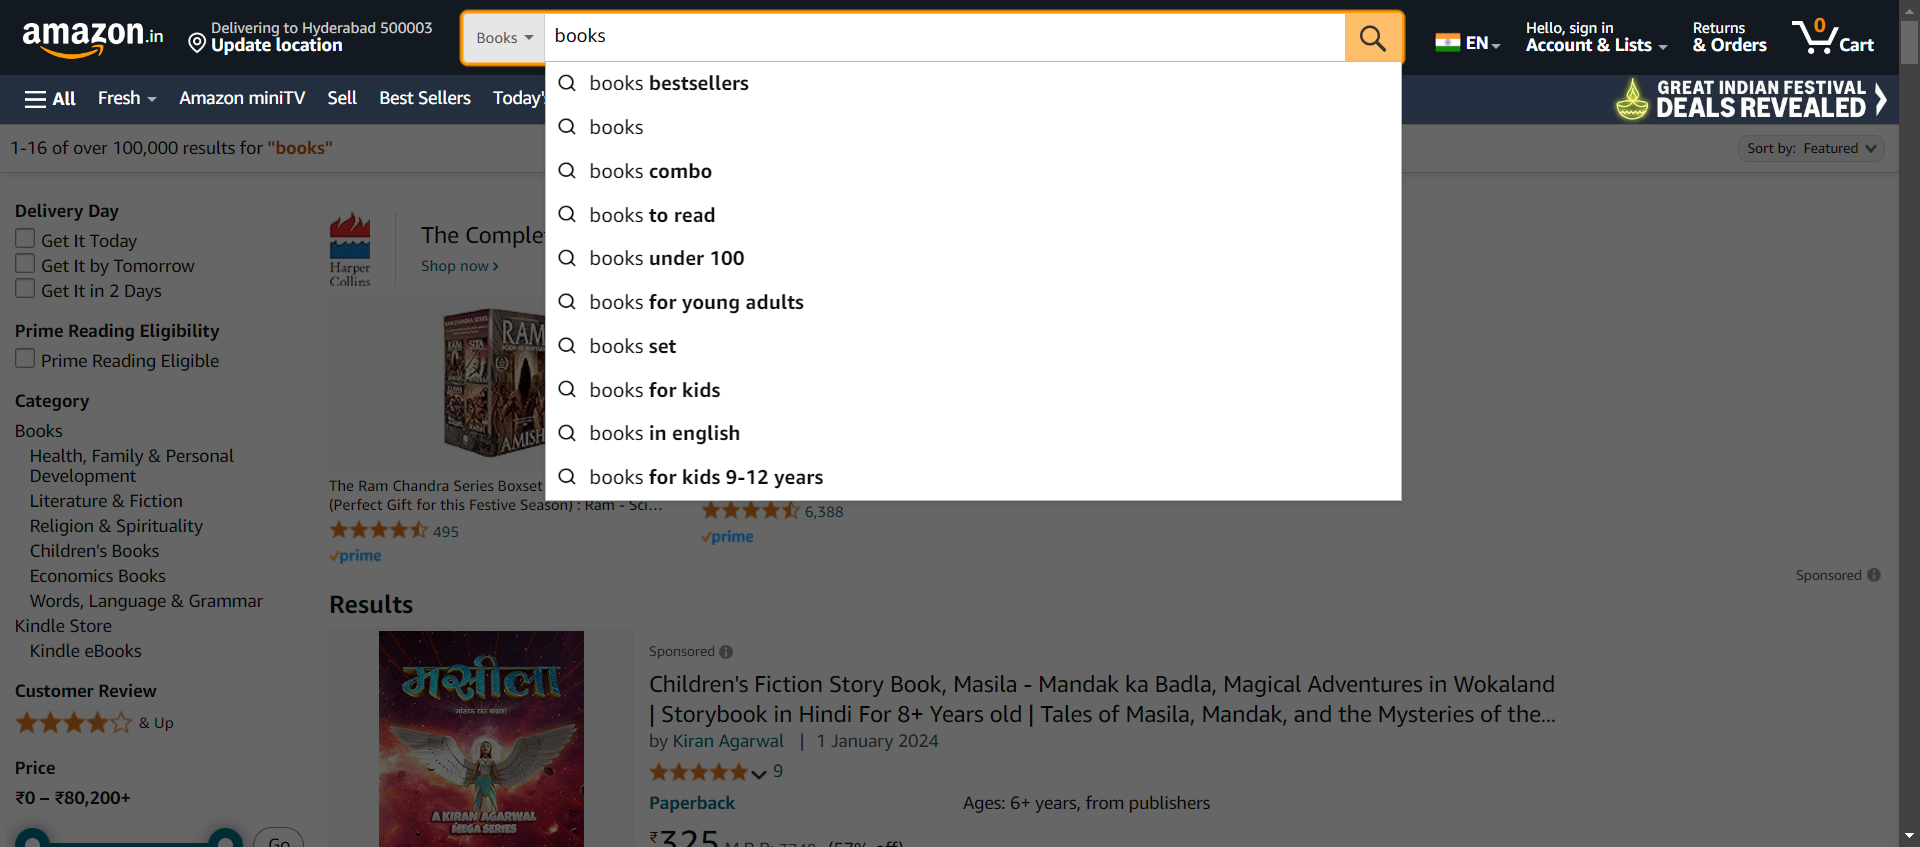 amazon.in
Delivering to Hyderabad 500003
Update location
Books
books
EN
Hello, sign in
Account & Lists
Returns
& Orders
0
Cart
All
Fresh
Amazon miniTV
Sell
Best Sellers
Today'
GREAT INDIAN FESTIVAL
DEALS REVEALED
books bestsellers
books
books combo
books to read
books under 100
books for young adults
books set
books for kids
books in english
books for kids 9-12 years
1-16 of over 100,000 results for "books"
Sort by: Featured
Delivery Day
Get It Today
Get It by Tomorrow
Get It in 2 Days
Prime Reading Eligibility
Prime Reading Eligible
Category
Books
Health, Family & Personal
Development
Literature & Fiction
Religion & Spirituality
Children's Books
Economics Books
Words, Language & Grammar
Kindle Store
Kindle eBooks
Customer Review
& Up
Price
₹0 – ₹80,200+
Go
Harper
Collins
The Comple
Shop now ›
RAM
AMISH
The Ram Chandra Series Boxset
(Perfect Gift for this Festive Season) : Ram - Sci...
495
prime
6,388
prime
Sponsored
Results
मसीला
मांडक का बदला
A KIRAN AGARWAL
MEGA SERIES
Sponsored
Children's Fiction Story Book, Masila - Mandak ka Badla, Magical Adventures in Wokaland
| Storybook in Hindi For 8+ Years old | Tales of Masila, Mandak, and the Mysteries of the...
by Kiran Agarwal | 1 January 2024
9
Paperback
Ages: 6+ years, from publishers
₹325 M.R.P: ₹749 (57% off)